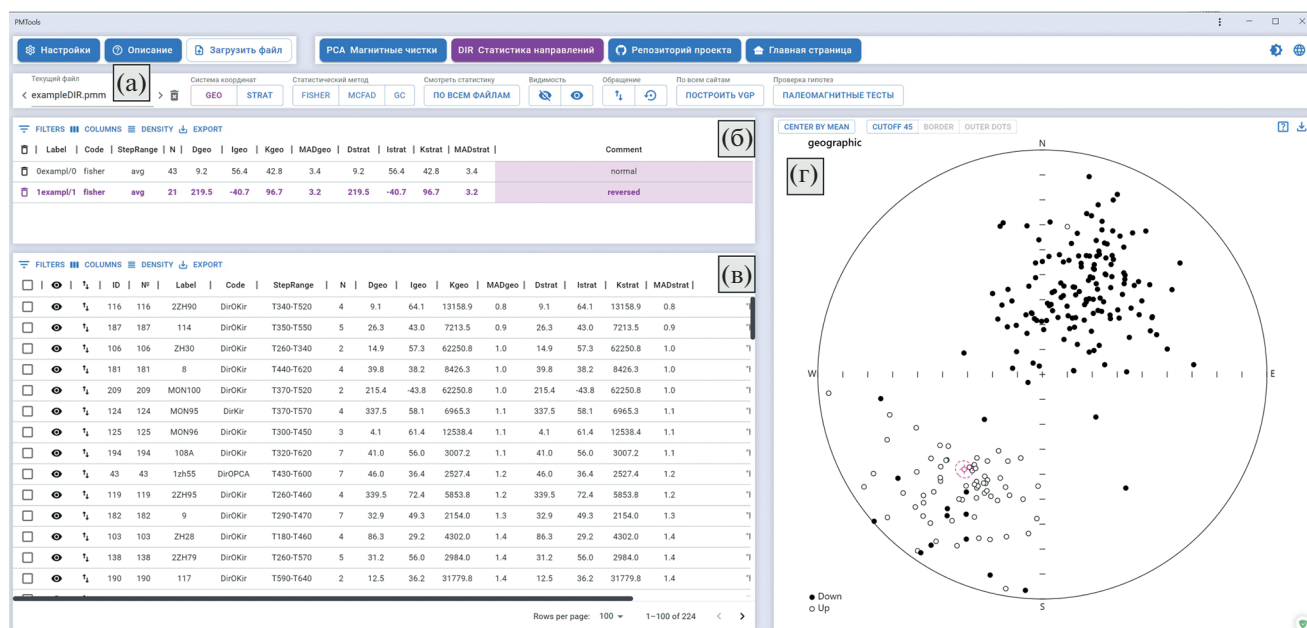 PMTools
Настройки Описание Загрузить файл PCA Магнитные чистки DIR Статистика направлений Репозиторий проекта Главная страница
Текущий файл Система координат Статистический метод Смотреть статистику Видимость Обращение По всем сайтам Проверка гипотез
exampleDIR.pmm (а) GEO STRAT FISHER MCFAD GC ПО ВСЕМ ФАЙЛАМ ПОСТРОИТЬ VGP ПАЛЕОМАГНИТНЫЕ ТЕСТЫ
FILTERS COLUMNS DENSITY EXPORT
(б)
Label Code StepRange N Dgeo Igeo Kgeo MADgeo Dstrat Istrat Kstrat MADstrat Comment
0exampl/0 fisher avg 43 9.2 56.4 42.8 3.4 9.2 56.4 42.8 3.4 normal
1exampl/1 fisher avg 21 219.5 -40.7 96.7 3.2 219.5 -40.7 96.7 3.2 reversed
FILTERS COLUMNS DENSITY EXPORT
(в)
ID № Label Code StepRange N Dgeo Igeo Kgeo MADgeo Dstrat Istrat Kstrat MADstrat
116 116 2ZH90 DirOKir T340-T520 4 9.1 64.1 13158.9 0.8 9.1 64.1 13158.9 0.8
187 187 114 DirOKir T350-T550 5 26.3 43.0 7213.5 0.9 26.3 43.0 7213.5 0.9
106 106 ZH30 DirOKir T260-T340 2 14.9 57.3 62250.8 1.0 14.9 57.3 62250.8 1.0
181 181 8 DirOKir T440-T620 4 39.8 38.2 8426.3 1.0 39.8 38.2 8426.3 1.0
209 209 MON100 DirOKir T370-T520 2 215.4 -43.8 62250.8 1.0 215.4 -43.8 62250.8 1.0
124 124 MON95 DirKir T370-T570 4 337.5 58.1 6965.3 1.1 337.5 58.1 6965.3 1.1
125 125 MON96 DirOKir T300-T450 3 4.1 61.4 12538.4 1.1 4.1 61.4 12538.4 1.1
194 194 108A DirOKir T320-T620 7 41.0 56.0 3007.2 1.1 41.0 56.0 3007.2 1.1
43 43 1zh55 DirOPCA T430-T600 7 46.0 36.4 2527.4 1.2 46.0 36.4 2527.4 1.2
119 119 2ZH95 DirOKir T260-T460 4 339.5 72.4 5853.8 1.2 339.5 72.4 5853.8 1.2
182 182 9 DirOKir T290-T470 7 32.9 49.3 2154.0 1.3 32.9 49.3 2154.0 1.3
103 103 ZH28 DirOKir T180-T460 4 86.3 29.2 4302.0 1.4 86.3 29.2 4302.0 1.4
138 138 2ZH79 DirOKir T260-T570 5 31.2 56.0 2984.0 1.4 31.2 56.0 2984.0 1.4
190 190 117 DirOKir T590-T640 2 12.5 36.2 31779.8 1.4 12.5 36.2 31779.8 1.4
Rows per page: 100 1–100 of 224
CENTER BY MEAN CUTOFF 45 BORDER OUTER DOTS
geographic
(г)
N
W
E
S
Down
Up